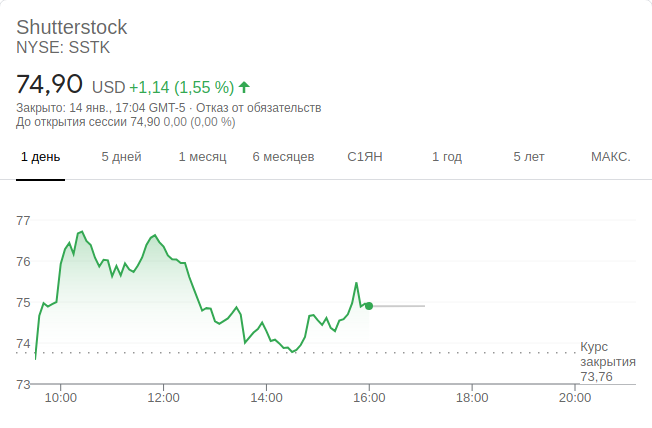 Shutterstock
NYSE: SSTK
74,90 USD +1,14 (1,55 %) ↑
Закрыто: 14 янв., 17:04 GMT-5 · Отказ от обязательств
До открытия сессии 74,90 0,00 (0,00 %)
1 день 5 дней 1 месяц 6 месяцев С1ЯН 1 год 5 лет МАКС.
77
76
75
74
Курс
закрытия
73,76
73
10:00 12:00 14:00 16:00 18:00 20:00